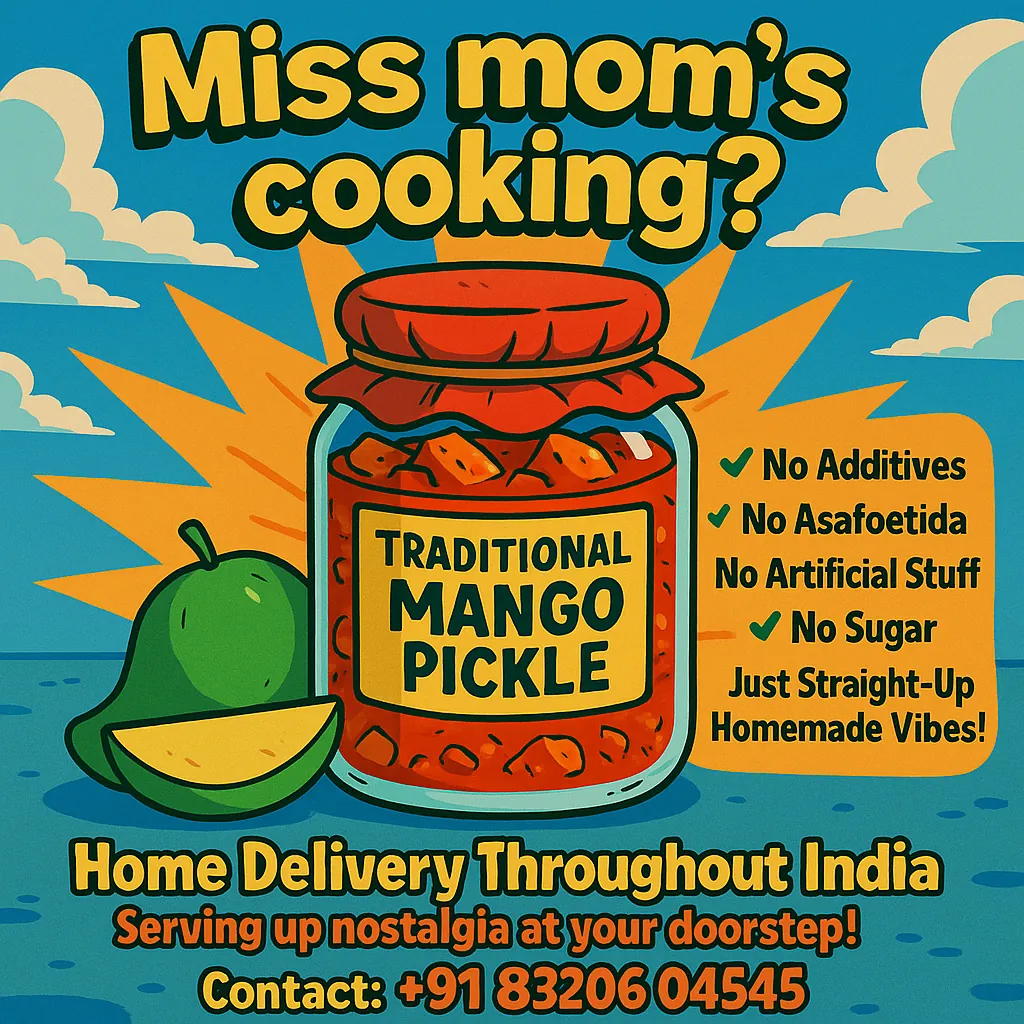 Miss mom's
cooking?
TRADITIONAL
MANGO
PICKLE
✓ No Additives
✓ No Asafoetida
No Artificial Stuff
✓ No Sugar
Just Straight-Up
Homemade Vibes!
Home Delivery Throughout India
Serving up nostalgia at your doorstep!
Contact: +91 83206 04545